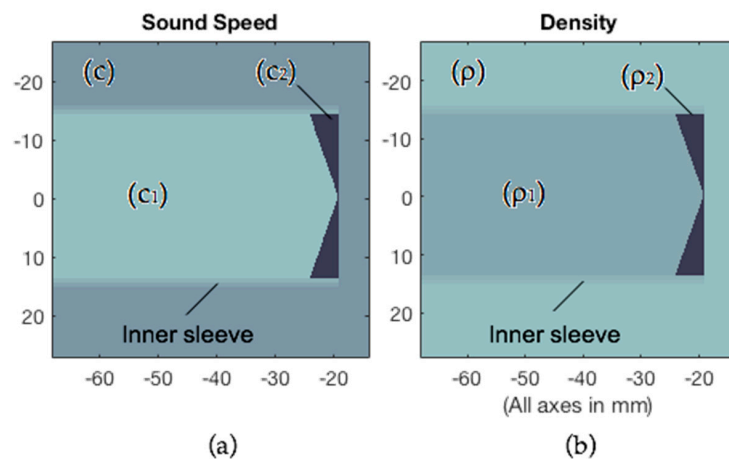 Sound Speed
Density
(c)
(c2)
(ρ)
(ρ2)
(c1)
(ρ1)
Inner sleeve
Inner sleeve
-20
-10
0
10
20
-20
-10
0
10
20
-60 -50 -40 -30 -20
-60 -50 -40 -30 -20
(All axes in mm)
(a)
(b)